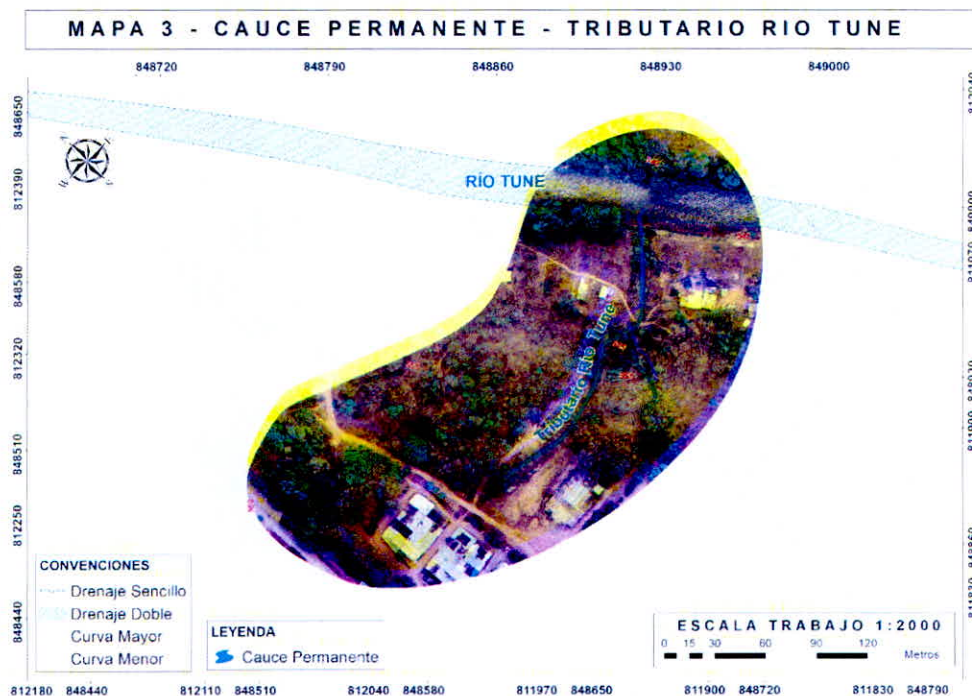 MAPA 3 - CAUCE PERMANENTE - TRIBUTARIO RIO TUNE
848720 848790 848860 848930 849000
848650
812390
848580
812320
848510
812250
848440
RÍO TUNE
Tributario Río Tune
CONVENCIONES
Drenaje Sencillo
Drenaje Doble
Curva Mayor
Curva Menor
LEYENDA
Cauce Permanente
ESCALA TRABAJO 1:2000
0 15 30 60 90 120
Metros
812180 848440 812110 848510 812040 848580 811970 848650 811900 848720 811830 848790